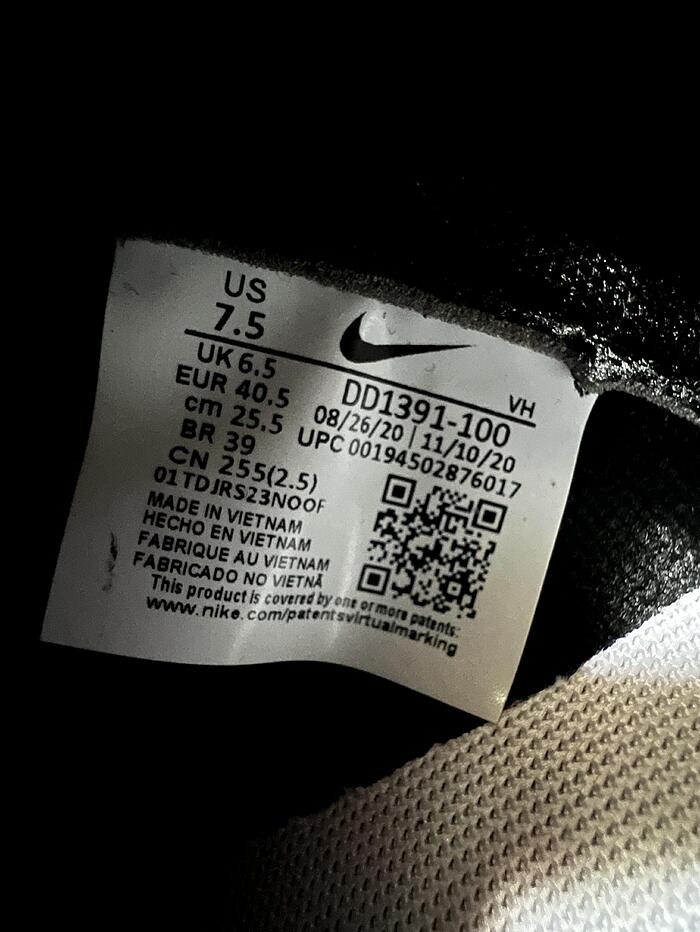 US
7.5
UK 6.5
EUR 40.5
cm 25.5
BR 39
CN 255(2.5)
01TDJRS23NOOF
MADE IN VIETNAM
HECHO EN VIETNAM
FABRIQUE AU VIETNAM
FABRICADO NO VIETNÃ
VH
DD1391-100
08/26/20 | 11/10/20
UPC 00194502876017
This product is covered by one or more patents:
www.nike.com/patentsvirtualmarking